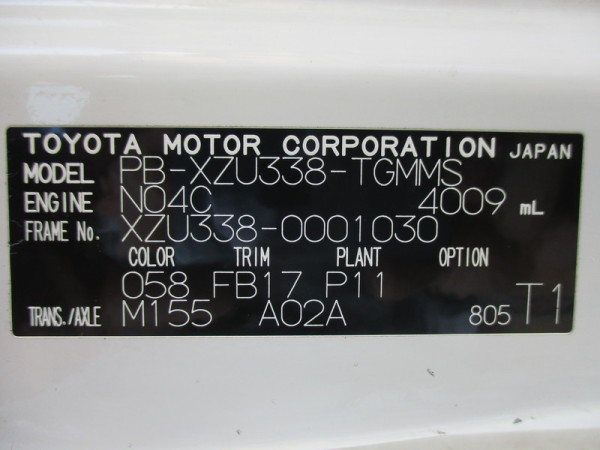 TOYOTA MOTOR CORPORATION JAPAN
MODEL PB-XZU338-TGMMS
ENGINE N04C 4009 mL
FRAME No. XZU338-0001030
COLOR TRIM PLANT OPTION
058 FB17 P11
TRANS./AXLE M155 A02A 805 T1